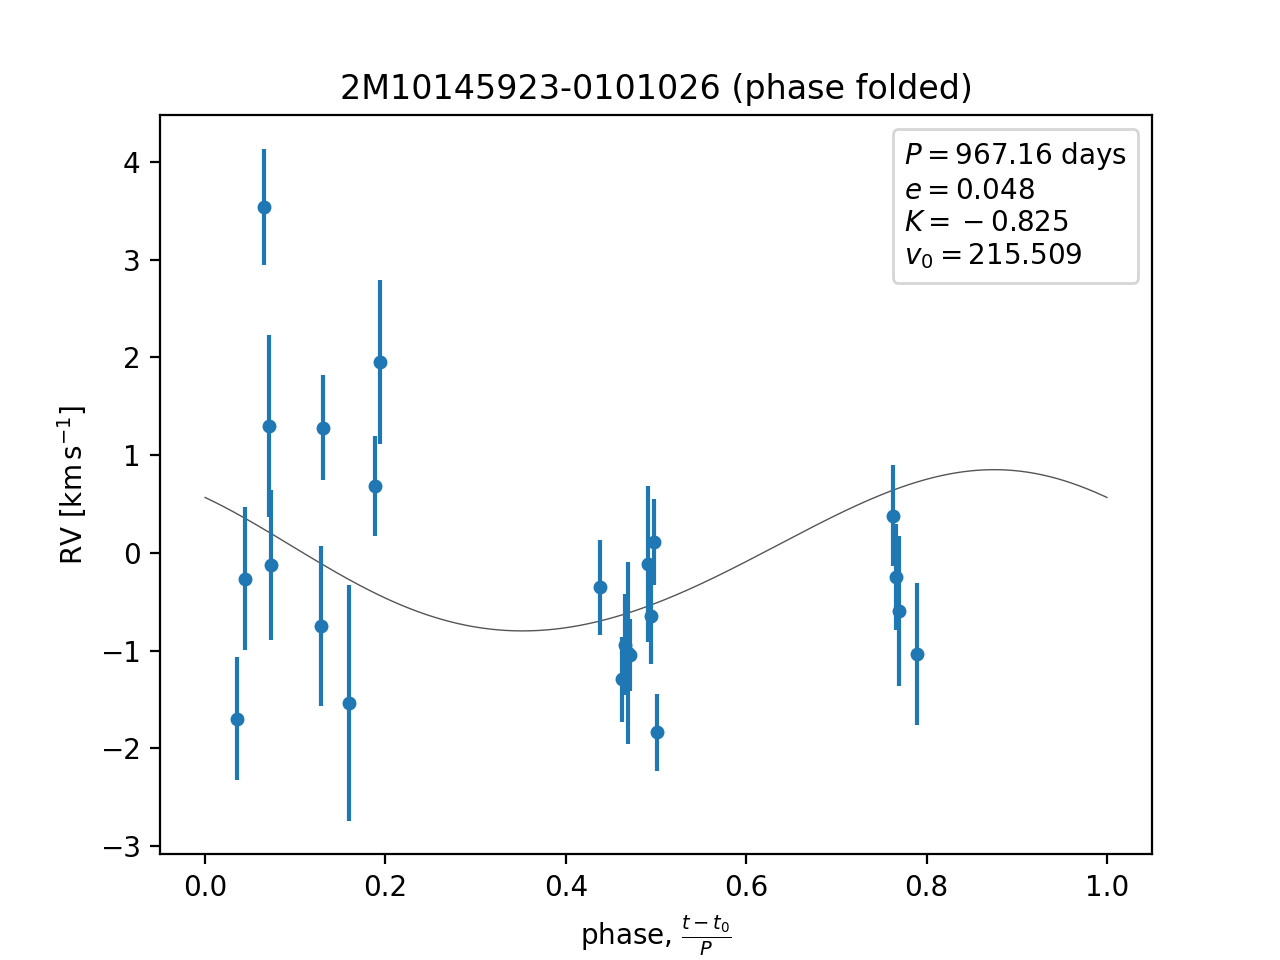 2M10145923-0101026 (phase folded)
P = 967.16 days
e = 0.048
K = −0.825
v₀ = 215.509
4
3
2
1
0
−1
−2
−3
RV [km s⁻¹]
0.0 0.2 0.4 0.6 0.8 1.0
phase, (t − t₀)/P